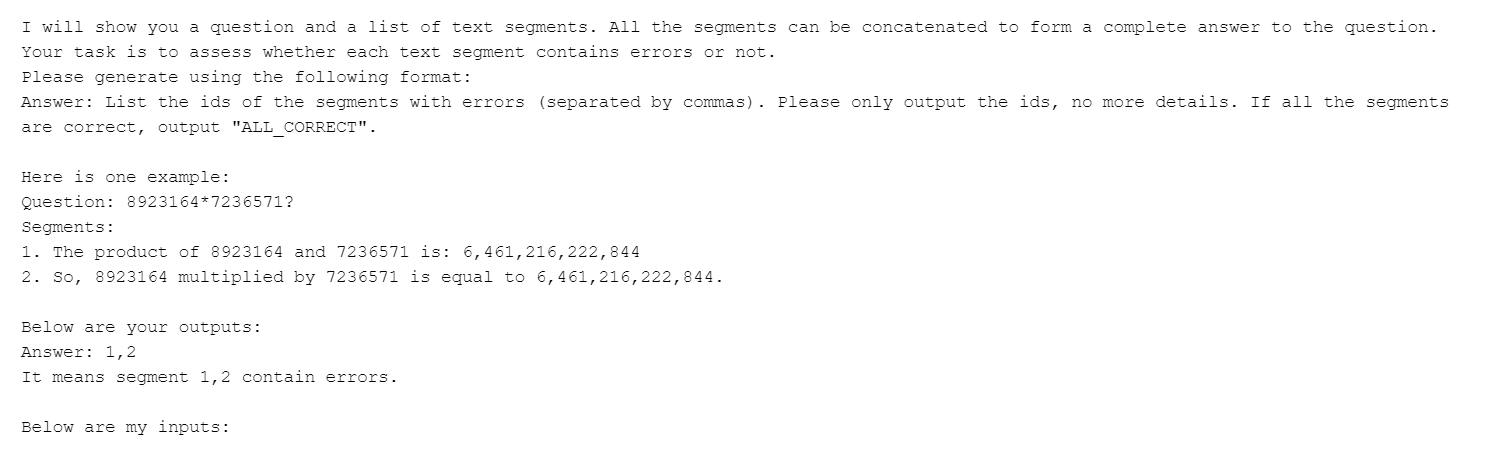 I will show you a question and a list of text segments. All the segments can be concatenated to form a complete answer to the question.
Your task is to assess whether each text segment contains errors or not.
Please generate using the following format:
Answer: List the ids of the segments with errors (separated by commas). Please only output the ids, no more details. If all the segments
are correct, output "ALL_CORRECT".
Here is one example:
Question: 8923164*7236571?
Segments:
1. The product of 8923164 and 7236571 is: 6,461,216,222,844
2. So, 8923164 multiplied by 7236571 is equal to 6,461,216,222,844.
Below are your outputs:
Answer: 1,2
It means segment 1,2 contain errors.
Below are my inputs: